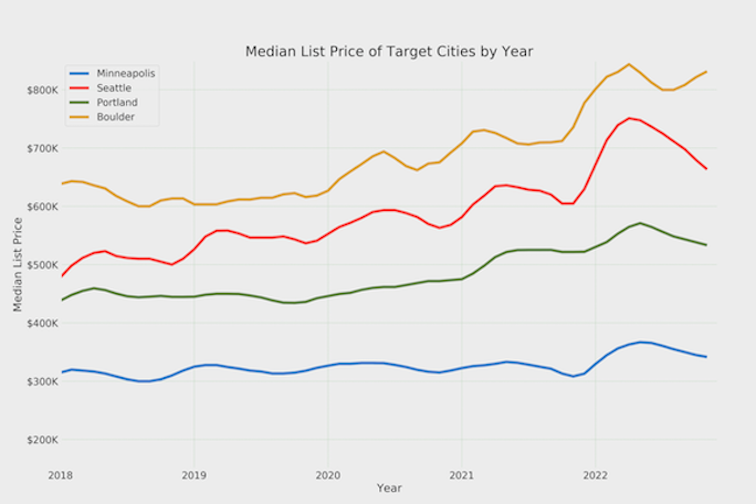 Median List Price of Target Cities by Year
Minneapolis
Seattle
Portland
Boulder
$800K
$700K
$600K
$500K
$400K
$300K
$200K
Median List Price
2018 2019 2020 2021 2022
Year